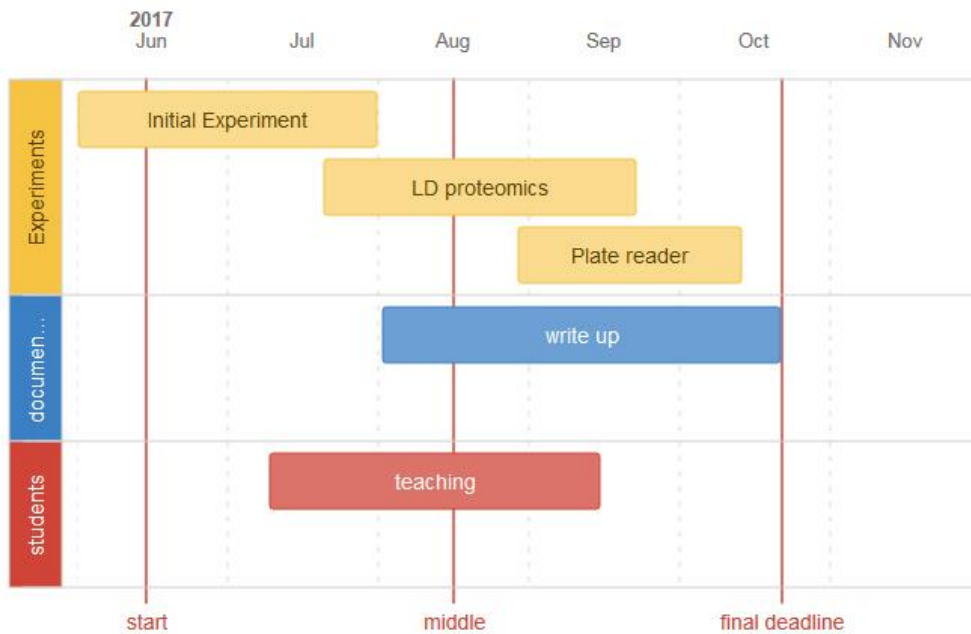 2017
Jun Jul Aug Sep Oct Nov
Experiments
Initial Experiment
LD proteomics
Plate reader
documen...
write up
students
teaching
start middle final deadline